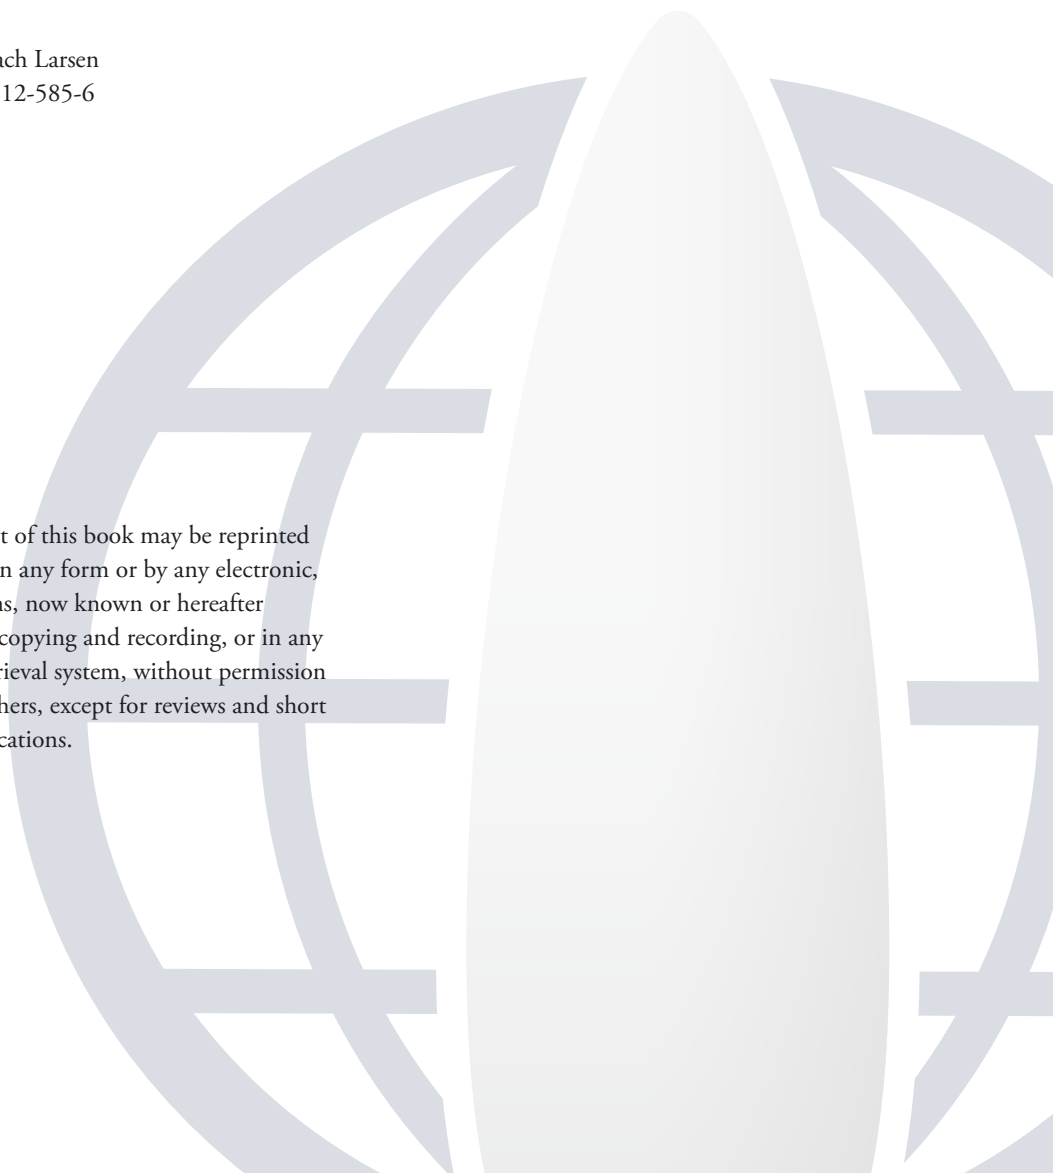 ach Larsen
12-585-6
t of this book may be reprinted
n any form or by any electronic,
ns, now known or hereafter
copying and recording, or in any
rieval system, without permission
hers, except for reviews and short
cations.